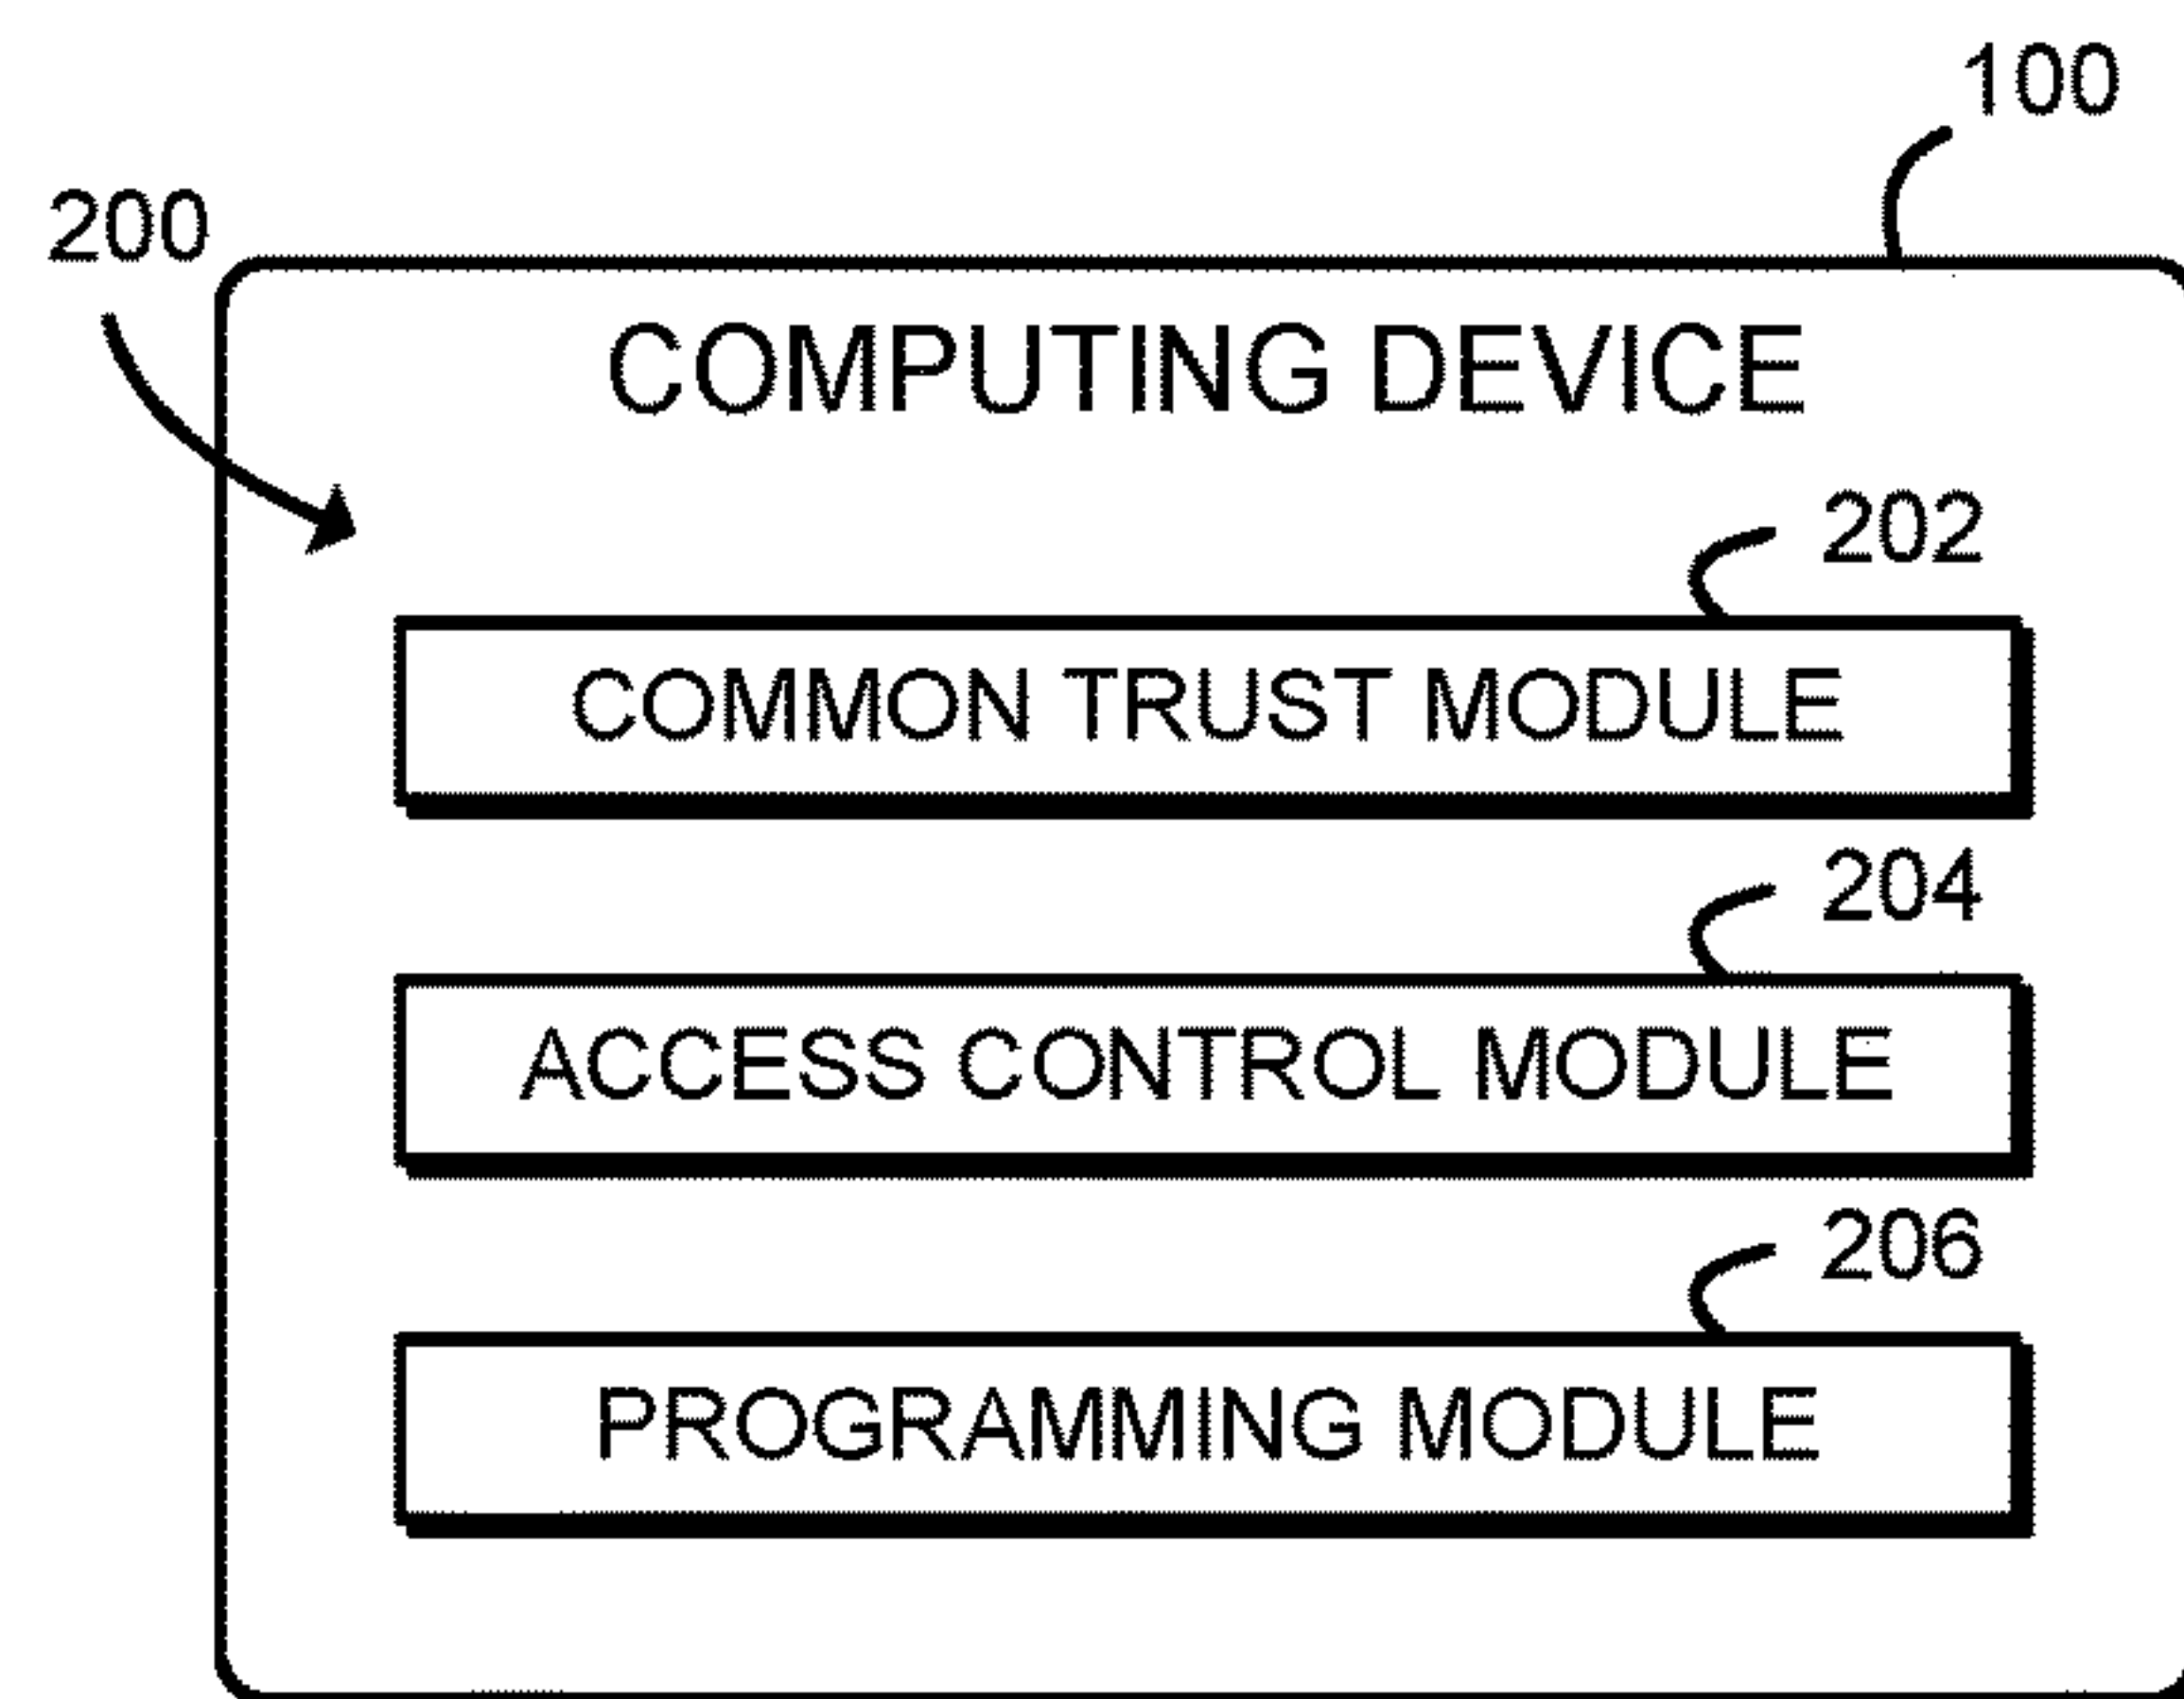 100
200
COMPUTING DEVICE
202
COMMON TRUST MODULE
204
ACCESS CONTROL MODULE
206
PROGRAMMING MODULE